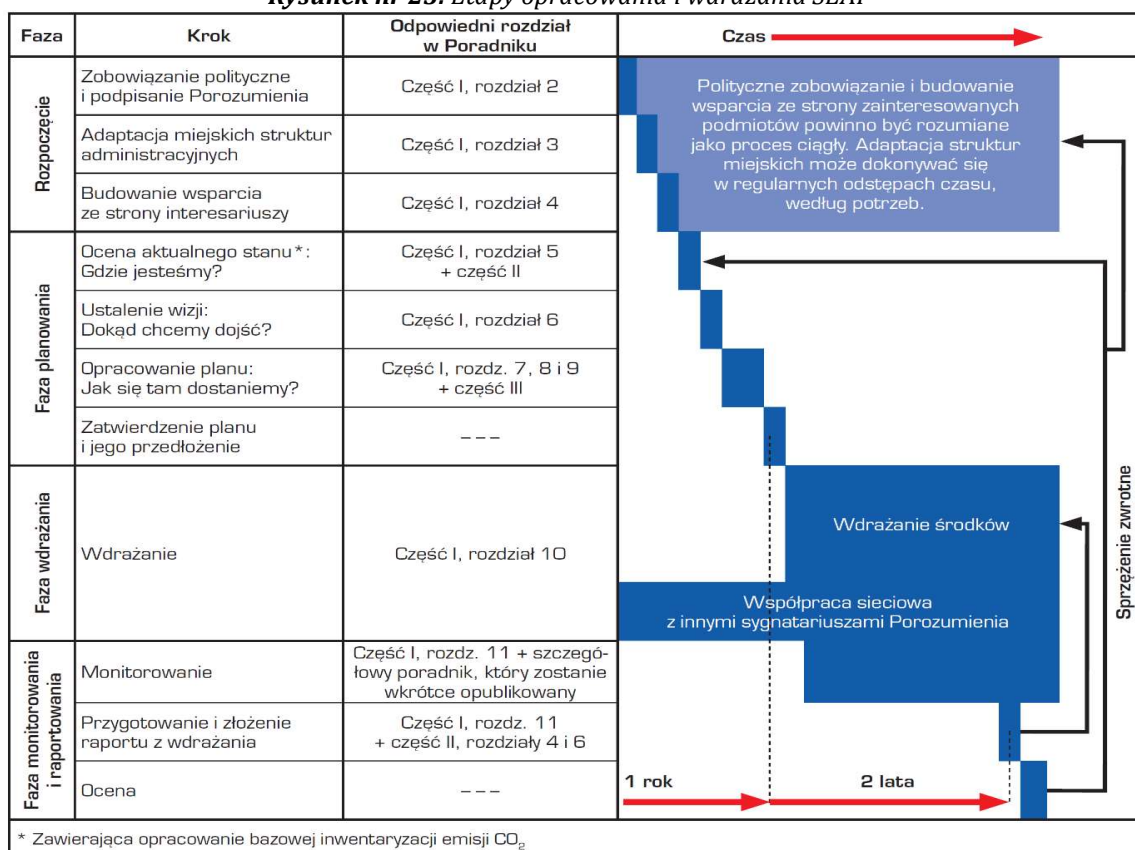 Rysunek nr 25. Etapy opracowania i wdrażania SEAP
Faza
Krok
Odpowiedni rozdział
w Poradniku
Czas
Rozpoczęcie
Zobowiązanie polityczne
i podpisanie Porozumienia
Część I, rozdział 2
Adaptacja miejskich struktur
administracyjnych
Część I, rozdział 3
Budowanie wsparcia
ze strony interesariuszy
Część I, rozdział 4
Polityczne zobowiązanie i budowanie
wsparcia ze strony zainteresowanych
podmiotów powinno być rozumiane
jako proces ciągły. Adaptacja struktur
miejskich może dokonywać się
w regularnych odstępach czasu,
według potrzeb.
Faza planowania
Ocena aktualnego stanu*:
Gdzie jesteśmy?
Część I, rozdział 5
+ część II
Ustalenie wizji:
Dokąd chcemy dojść?
Część I, rozdział 6
Opracowanie planu:
Jak się tam dostaniemy?
Część I, rozdz. 7, 8 i 9
+ część III
Zatwierdzenie planu
i jego przedłożenie
– – –
Faza wdrażania
Wdrażanie
Część I, rozdział 10
Wdrażanie środków
Współpraca sieciowa
z innymi sygnatariuszami Porozumienia
Sprzężenie zwrotne
Faza monitorowania
i raportowania
Monitorowanie
Część I, rozdz. 11 + szczegó-
łowy poradnik, który zostanie
wkrótce opublikowany
Przygotowanie i złożenie
raportu z wdrażania
Część I, rozdz. 11
+ część II, rozdziały 4 i 6
Ocena
– – –
1 rok
2 lata
* Zawierająca opracowanie bazowej inwentaryzacji emisji CO₂